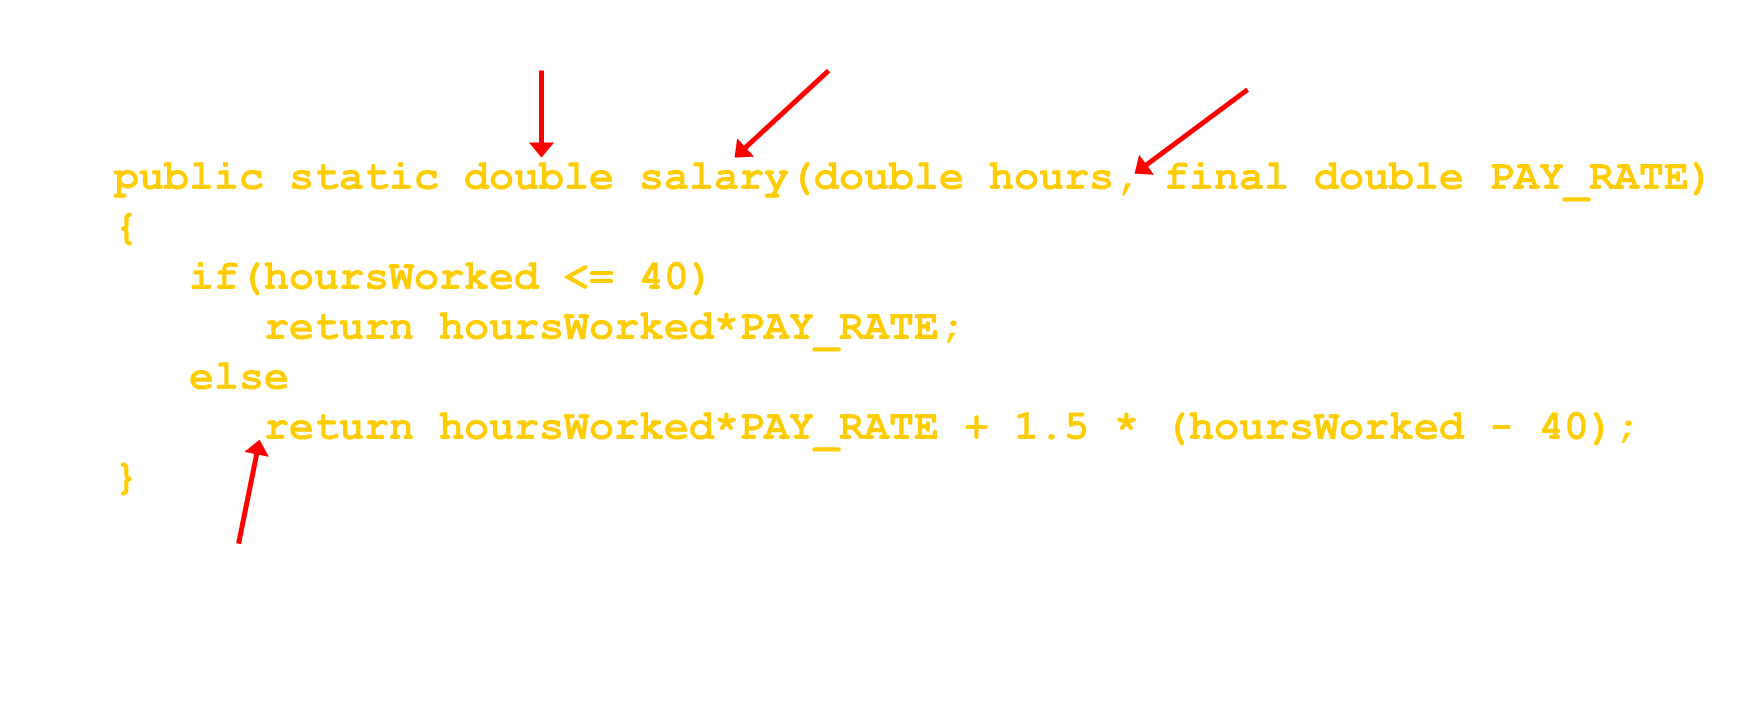 public static double salary(double hours, final double PAY_RATE)
{
if(hoursWorked <= 40)
return hoursWorked*PAY_RATE;
else
return hoursWorked*PAY_RATE + 1.5 * (hoursWorked - 40);
}